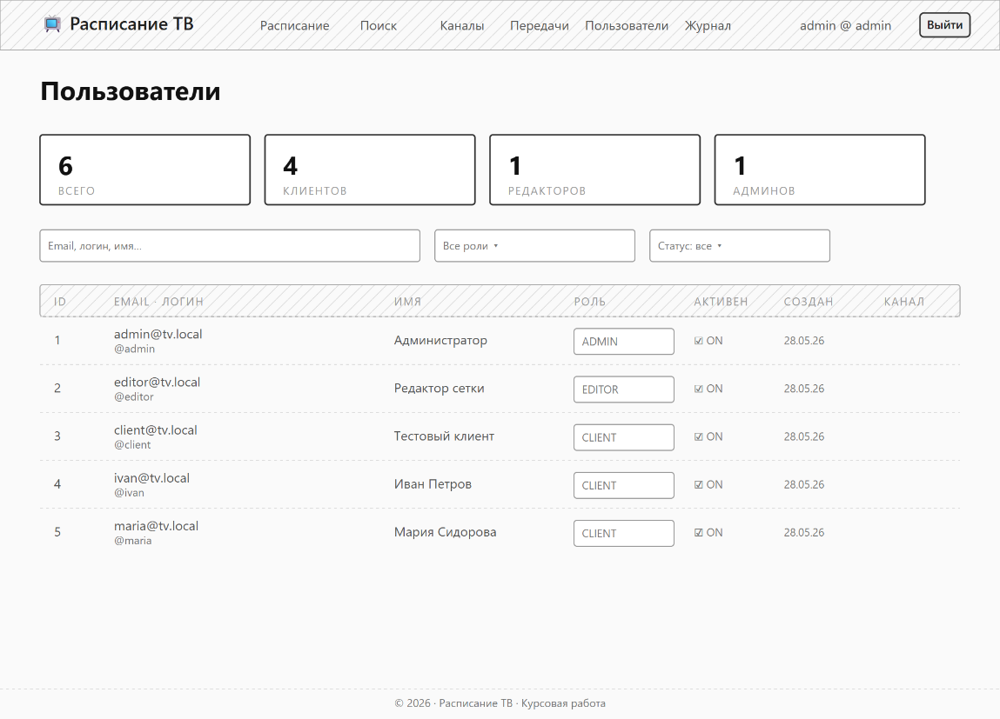 Расписание ТВ Расписание Поиск Каналы Передачи Пользователи Журнал admin @ admin Выйти
Пользователи
6 4 1 1
ВСЕГО КЛИЕНТОВ РЕДАКТОРОВ АДМИНОВ
Email, логин, имя... Все роли ▾ Статус: все ▾
ID EMAIL · ЛОГИН ИМЯ РОЛЬ АКТИВЕН СОЗДАН КАНАЛ
1 admin@tv.local Администратор ADMIN ☑ ON 28.05.26
@admin
2 editor@tv.local Редактор сетки EDITOR ☑ ON 28.05.26
@editor
3 client@tv.local Тестовый клиент CLIENT ☑ ON 28.05.26
@client
4 ivan@tv.local Иван Петров CLIENT ☑ ON 28.05.26
@ivan
5 maria@tv.local Мария Сидорова CLIENT ☑ ON 28.05.26
@maria
© 2026 · Расписание ТВ · Курсовая работа